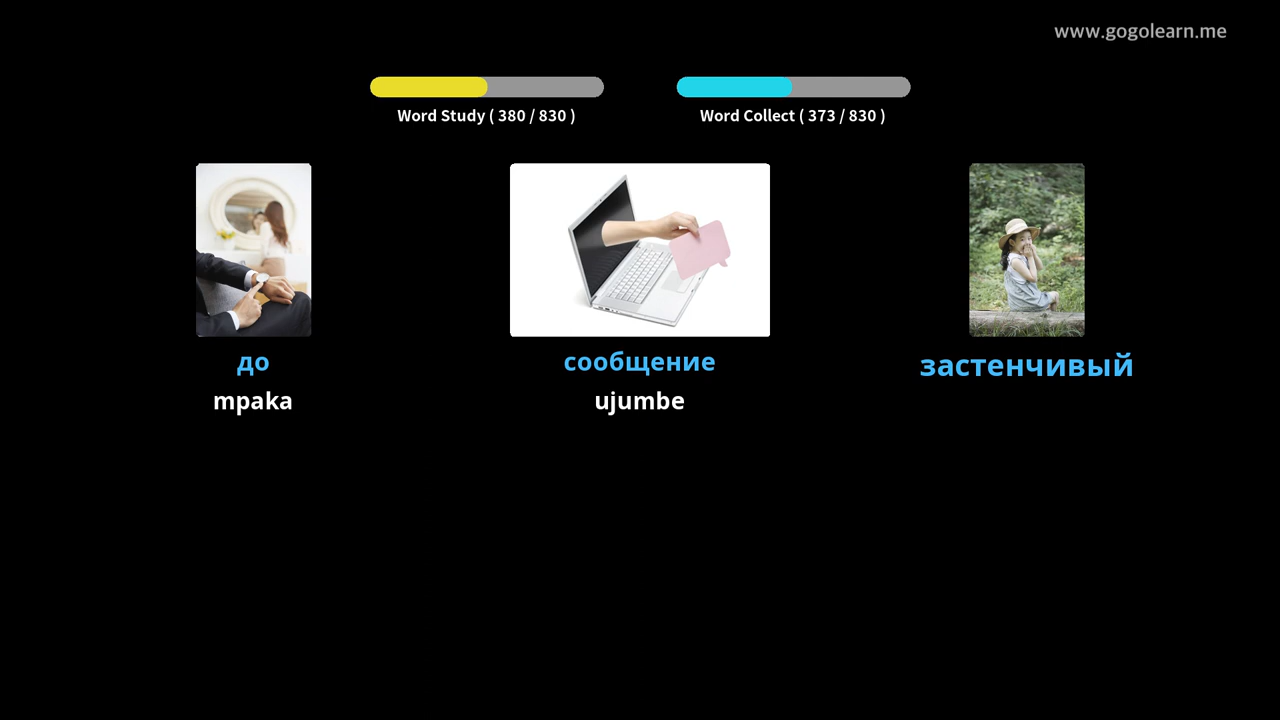 www.gogolearn.me
Word Study ( 380 / 830 )
Word Collect ( 373 / 830 )
до
mpaka
сообщение
ujumbe
застенчивый